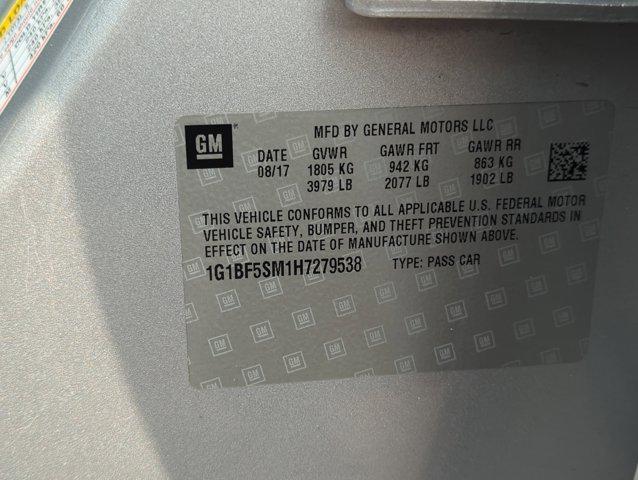 GM
MFD BY GENERAL MOTORS LLC
DATE GVWR GAWR FRT GAWR RR
08/17 1805 KG 942 KG 863 KG
3979 LB 2077 LB 1902 LB
THIS VEHICLE CONFORMS TO ALL APPLICABLE U.S. FEDERAL MOTOR
VEHICLE SAFETY, BUMPER, AND THEFT PREVENTION STANDARDS IN
EFFECT ON THE DATE OF MANUFACTURE SHOWN ABOVE.
1G1BF5SM1H7279538 TYPE: PASS CAR